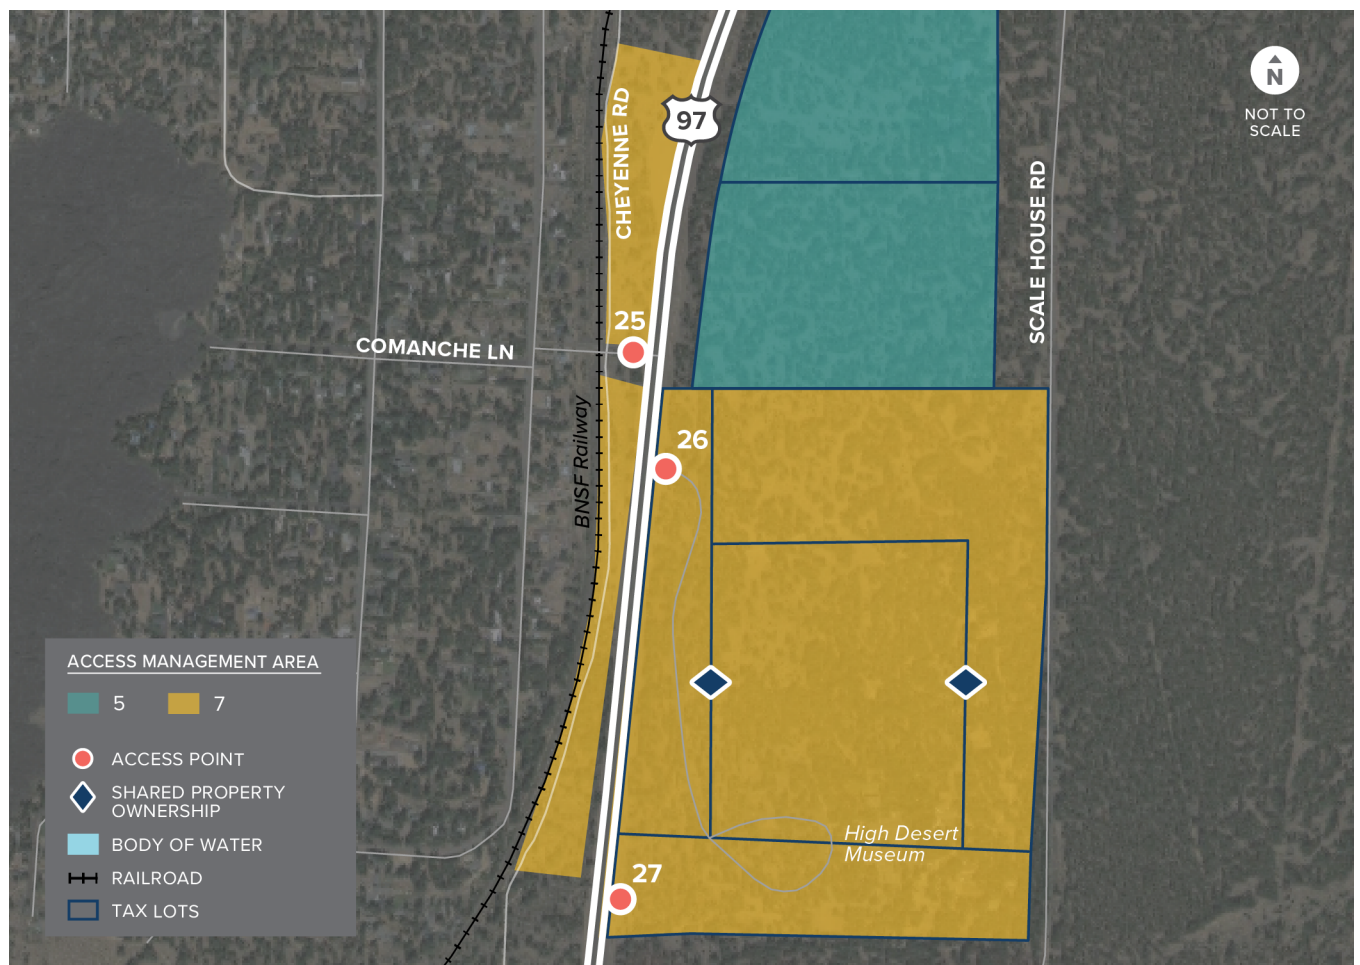 97
CHEYENNE RD
N
NOT TO
SCALE
SCALE HOUSE RD
25
COMANCHE LN
BNSF Railway
26
High Desert
Museum
27
ACCESS MANAGEMENT AREA
5
7
ACCESS POINT
SHARED PROPERTY
OWNERSHIP
BODY OF WATER
RAILROAD
TAX LOTS